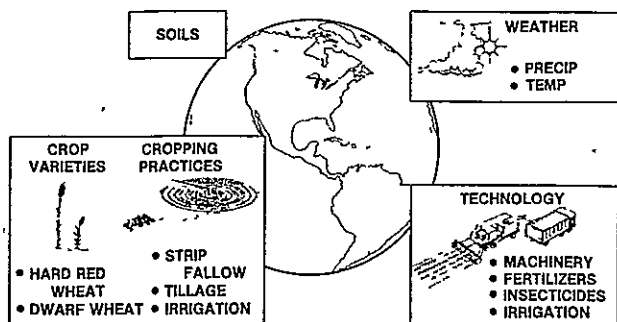 SOILS
WEATHER
• PRECIP
• TEMP
CROP
VARIETIES
• HARD RED
WHEAT
• DWARF WHEAT
CROPPING
PRACTICES
• STRIP
FALLOW
• TILLAGE
• IRRIGATION
TECHNOLOGY
• MACHINERY
• FERTILIZERS
• INSECTICIDES
• IRRIGATION